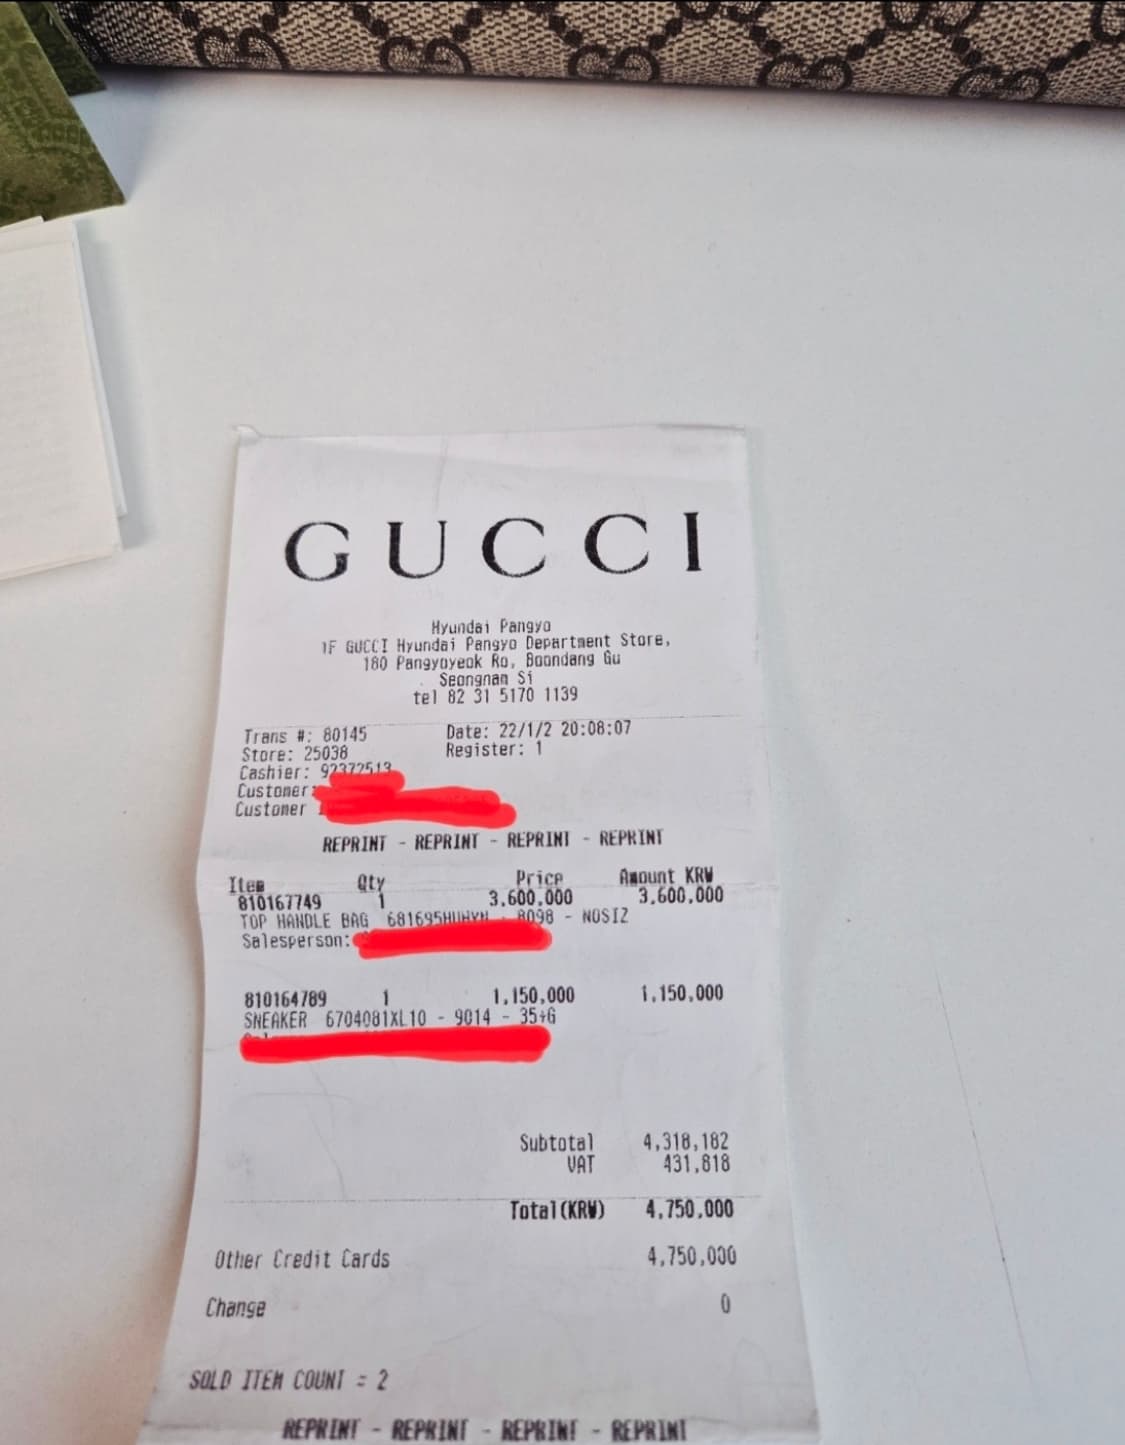 GUCCI
Hyundai Pangyo
1F GUCCI Hyundai Pangyo Department Store,
180 Pangyoyeok Ro, Boondang Gu
Seongnam Si
tel 82 31 5170 1139
Trans #: 80145 Date: 22/1/2 20:08:07
Store: 25038 Register: 1
Cashier: 92372513
Customer:
Customer
REPRINT - REPRINT - REPRINT - REPRINT
Item Qty Price Amount KRW
810167749 1 3,600,000 3,600,000
TOP HANDLE BAG - 8098 - NOSIZ
Salesperson:
810164789 1 1,150,000 1,150,000
SNEAKER 6704081XL10 - 9014 - 35+G
Subtotal 4,318,182
VAT 431,818
Total(KRW) 4,750,000
Other Credit Cards 4,750,000
Change 0
SOLD ITEM COUNT = 2
REPRINT - REPRINT - REPRINT - REPRINT